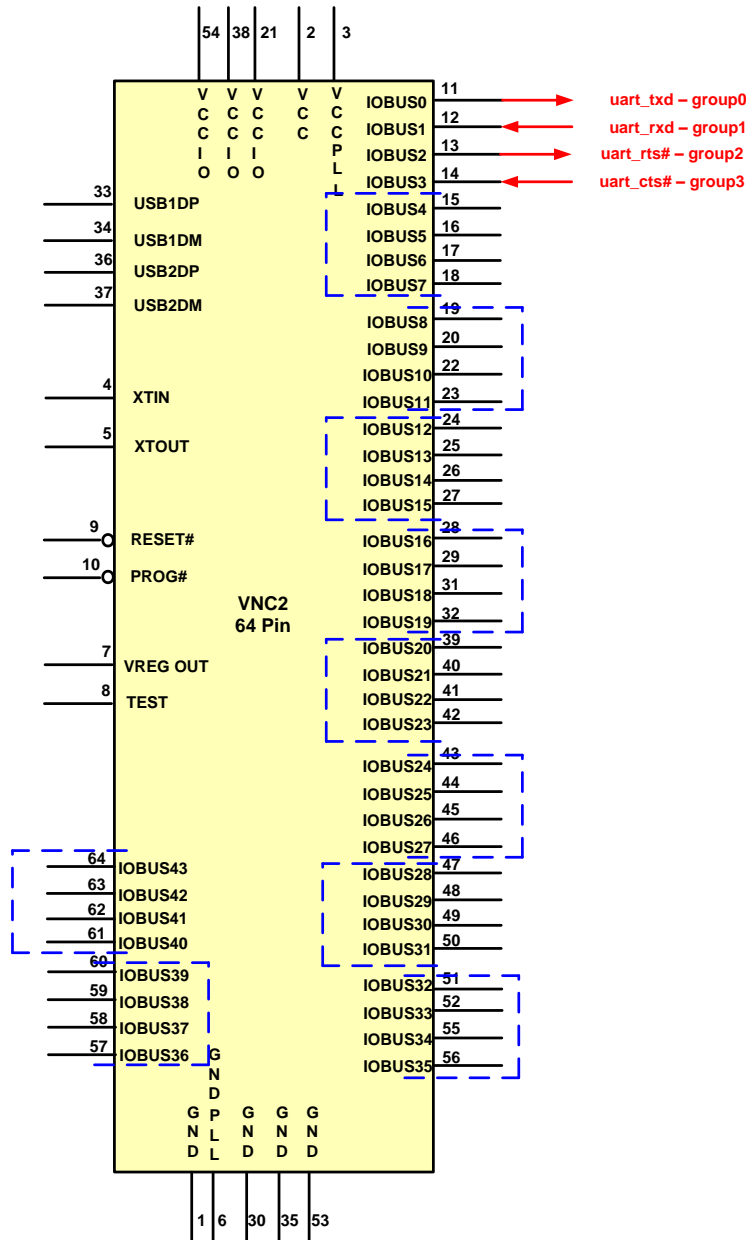 54 38 21 2 3
VCCIO VCCIO VCCIO VCC VCCPLL
IOBUS0 11 uart_txd – group0
IOBUS1 12 uart_rxd – group1
IOBUS2 13 uart_rts# – group2
IOBUS3 14 uart_cts# – group3
IOBUS4 15
IOBUS5 16
IOBUS6 17
IOBUS7 18
IOBUS8 19
IOBUS9 20
IOBUS10 22
IOBUS11 23
IOBUS12 24
IOBUS13 25
IOBUS14 26
IOBUS15 27
IOBUS16 28
IOBUS17 29
IOBUS18 31
IOBUS19 32
IOBUS20 39
IOBUS21 40
IOBUS22 41
IOBUS23 42
IOBUS24 43
IOBUS25 44
IOBUS26 45
IOBUS27 46
IOBUS28 47
IOBUS29 48
IOBUS30 49
IOBUS31 50
IOBUS32 51
IOBUS33 52
IOBUS34 55
IOBUS35 56
33 USB1DP
34 USB1DM
36 USB2DP
37 USB2DM
4 XTIN
5 XTOUT
9 RESET#
10 PROG#
VNC2
64 Pin
7 VREG OUT
8 TEST
64 IOBUS43
63 IOBUS42
62 IOBUS41
61 IOBUS40
60 IOBUS39
59 IOBUS38
58 IOBUS37
57 IOBUS36
GND GNDPLL GND GND GND
1 6 30 35 53